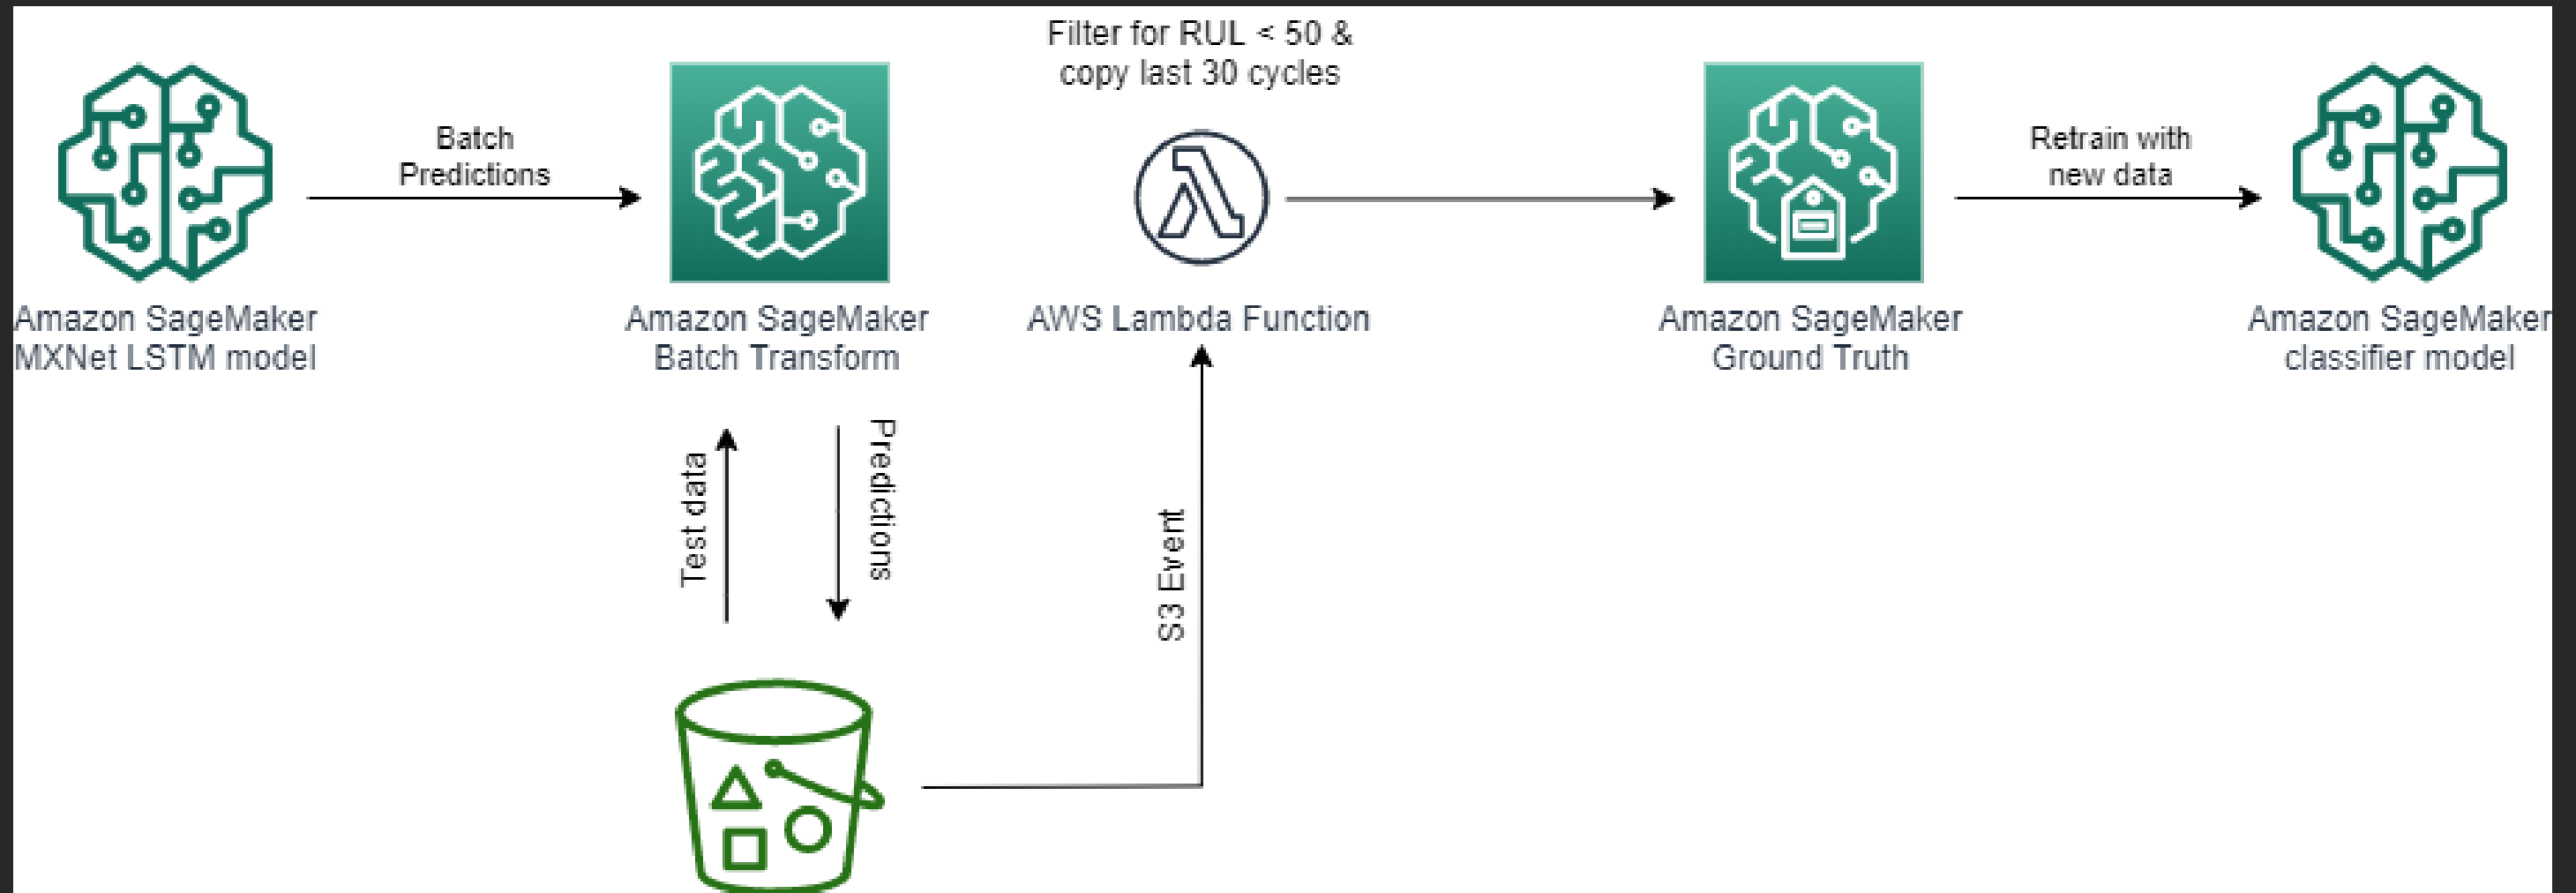 Filter for RUL < 50 &
copy last 30 cycles
Batch
Predictions
Retrain with
new data
Amazon SageMaker
MXNet LSTM model
Amazon SageMaker
Batch Transform
AWS Lambda Function
Amazon SageMaker
Ground Truth
Amazon SageMaker
classifier model
Test data
Predictions
S3 Event